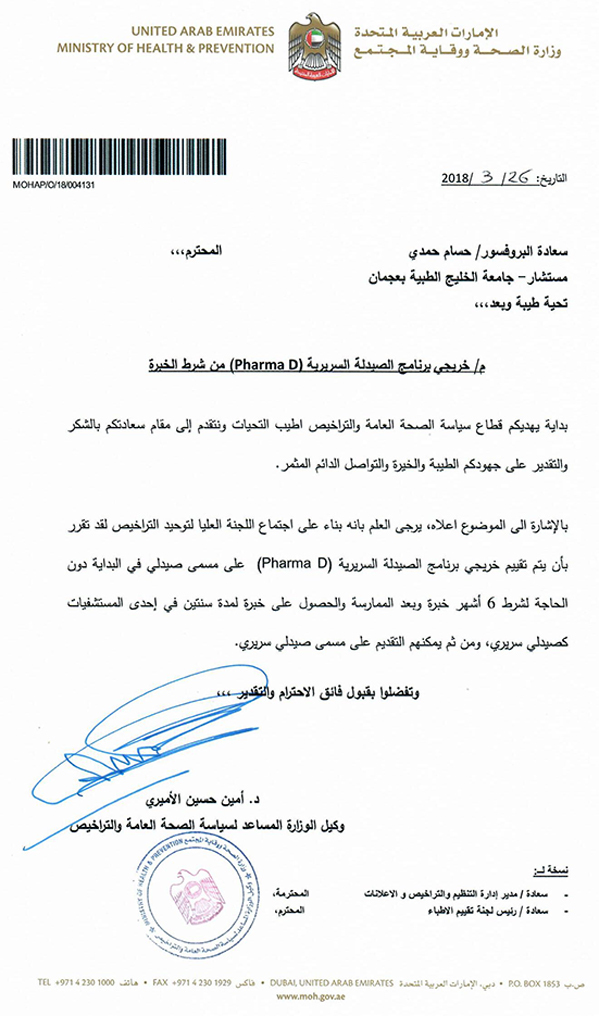 UNITED ARAB EMIRATES
MINISTRY OF HEALTH & PREVENTION
الإمارات العربية المتحدة
وزارة الصحة ووقاية المجتمع
MOHAP/O/18/004131
التاريخ: 26/ 3 /2018
سعادة البروفسور/ حسام حمدي المحترم،،،
مستشار– جامعة الخليج الطبية بعجمان
تحية طيبة وبعد،،،
م/ خريجي برنامج الصيدلة السريرية (Pharma D) من شرط الخبرة
بداية يهديكم قطاع سياسة الصحة العامة والتراخيص اطيب التحيات ونتقدم إلى مقام سعادتكم بالشكر
والتقدير على جهودكم الطيبة والخيرة والتواصل الدائم المثمر.
بالإشارة الى الموضوع اعلاه، يرجى العلم بانه بناء على اجتماع اللجنة العليا لتوحيد التراخيص لقد تقرر
بأن يتم تقييم خريجي برنامج الصيدلة السريرية (Pharma D) على مسمى صيدلي في البداية دون
الحاجة لشرط 6 أشهر خبرة وبعد الممارسة والحصول على خبرة لمدة سنتين في إحدى المستشفيات
كصيدلي سريري، ومن ثم يمكنهم التقديم على مسمى صيدلي سريري.
وتفضلوا بقبول فائق الاحترام والتقدير ،،،
د. أمين حسين الأميري
وكيل الوزارة المساعد لسياسة الصحة العامة والتراخيص
MINISTRY OF HEALTH & PREVENTION وزارة الصحة ووقاية المجتمع
نسخة لـ:
- سعادة / مدير إدارة التنظيم والتراخيص و الاعلانات المحترمة،
- سعادة / رئيس لجنة تقييم الاطباء المحترم،
ص.ب P.O. BOX 1853 • دبي، الإمارات العربية المتحدة DUBAI, UNITED ARAB EMIRATES • فاكس FAX +971 4 230 1929 • هاتف TEL +971 4 230 1000
www.moh.gov.ae